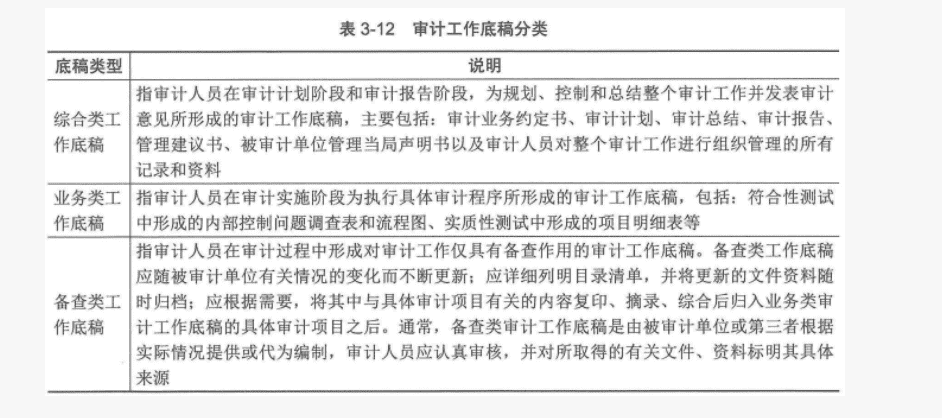 表 3-12 审计工作底稿分类
底稿类型 说明
综合类工作底稿
指审计人员在审计计划阶段和审计报告阶段，为规划、控制和总结整个审计工作并发表审计
意见所形成的审计工作底稿，主要包括：审计业务约定书、审计计划、审计总结、审计报告、
管理建议书、被审计单位管理当局声明书以及审计人员对整个审计工作进行组织管理的所有
记录和资料
业务类工作底稿
指审计人员在审计实施阶段为执行具体审计程序所形成的审计工作底稿，包括：符合性测试
中形成的内部控制问题调查表和流程图、实质性测试中形成的项目明细表等
备查类工作底稿
指审计人员在审计过程中形成对审计工作仅具有备查作用的审计工作底稿。备查类工作底稿
应随被审计单位有关情况的变化而不断更新；应详细列明目录清单，并将更新的文件资料随
时归档；应根据需要，将其中与具体审计项目有关的内容复印、摘录、综合后归入业务类审
计工作底稿的具体审计项目之后。通常，备查类审计工作底稿是由被审计单位或第三者根据
实际情况提供或代为编制，审计人员应认真审核，并对所取得的有关文件、资料标明其具体
来源